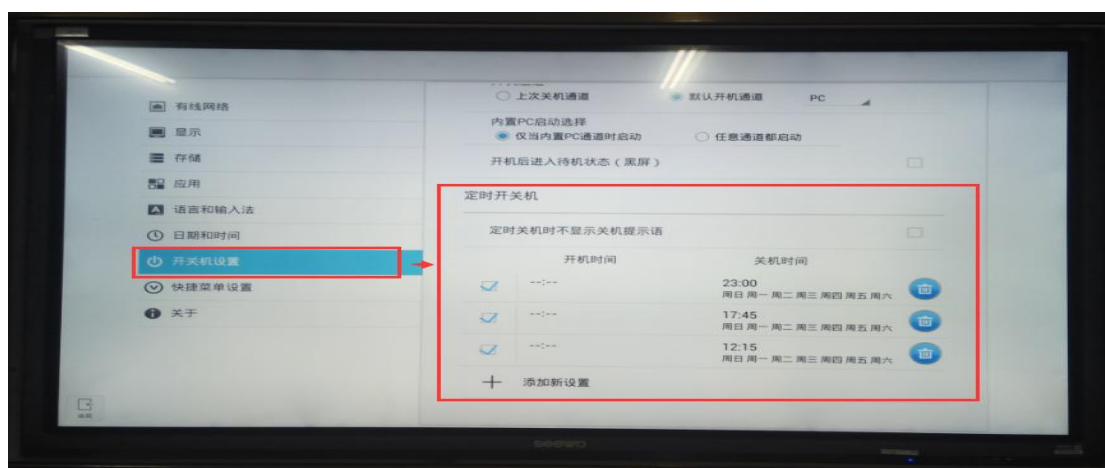 有线网络
显示
存储
应用
语言和输入法
日期和时间
开关机设置
快捷菜单设置
关于
上次关机通道 默认开机通道 PC
内置PC启动选择
仅当内置PC通道时启动 任意通道都启动
开机后进入待机状态(黑屏)
定时开关机
定时关机时不显示关机提示语
开机时间 关机时间
--:-- 23:00
周日 周一 周二 周三 周四 周五 周六
--:-- 17:45
周日 周一 周二 周三 周四 周五 周六
--:-- 12:15
周日 周一 周二 周三 周四 周五 周六
添加新设置
seewo